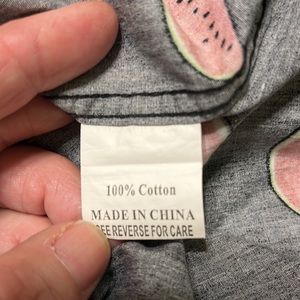 100% Cotton
MADE IN CHINA
SEE REVERSE FOR CARE